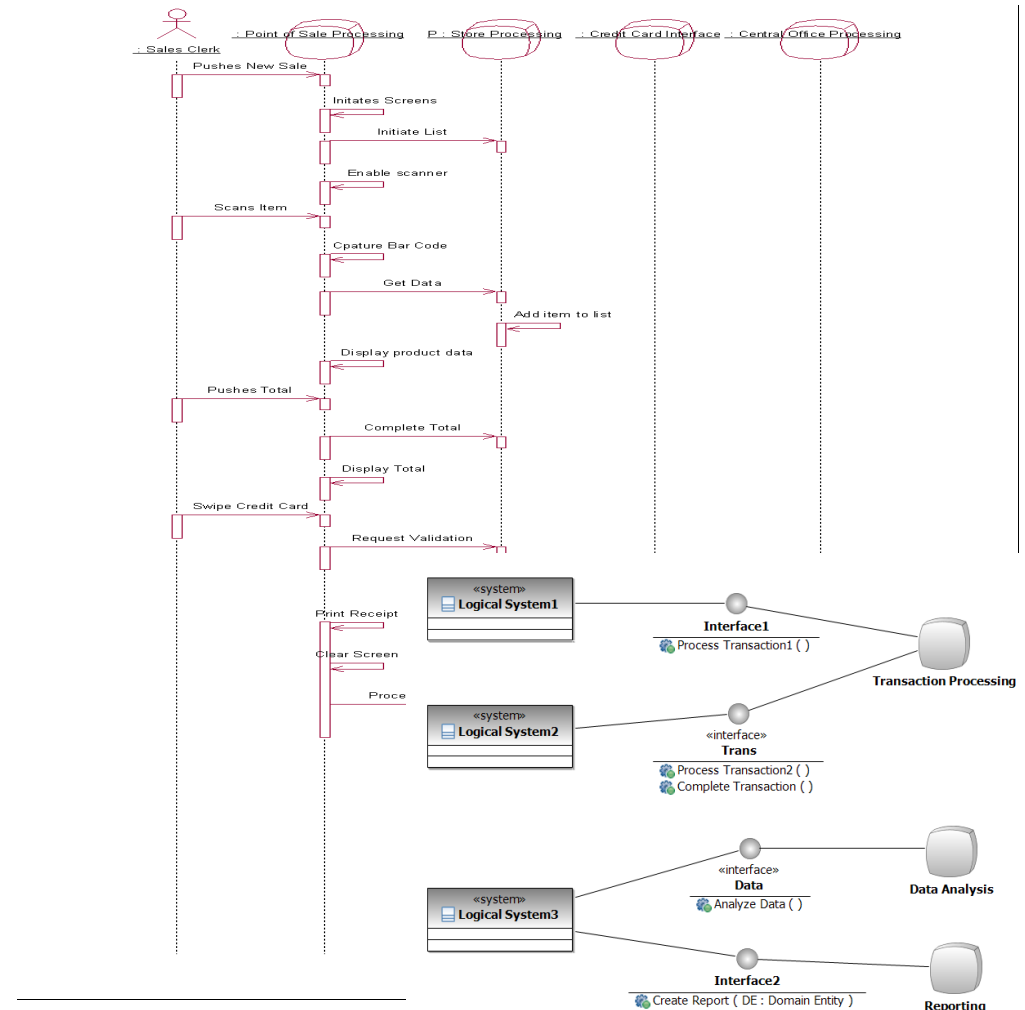 : Sales Clerk
: Point of Sale Processing
P : Store Processing
: Credit Card Interface
: Central Office Processing
Pushes New Sale
Initates Screens
Initiate List
Enable scanner
Scans Item
Cpature Bar Code
Get Data
Add item to list
Display product data
Pushes Total
Complete Total
Display Total
Swipe Credit Card
Request Validation
Print Receipt
Clear Screen
Proce
«system»
Logical System1
Interface1
Process Transaction1 ( )
Transaction Processing
«system»
Logical System2
«interface»
Trans
Process Transaction2 ( )
Complete Transaction ( )
«interface»
Data
Analyze Data ( )
Data Analysis
«system»
Logical System3
Interface2
Create Report ( DE : Domain Entity )
Reporting